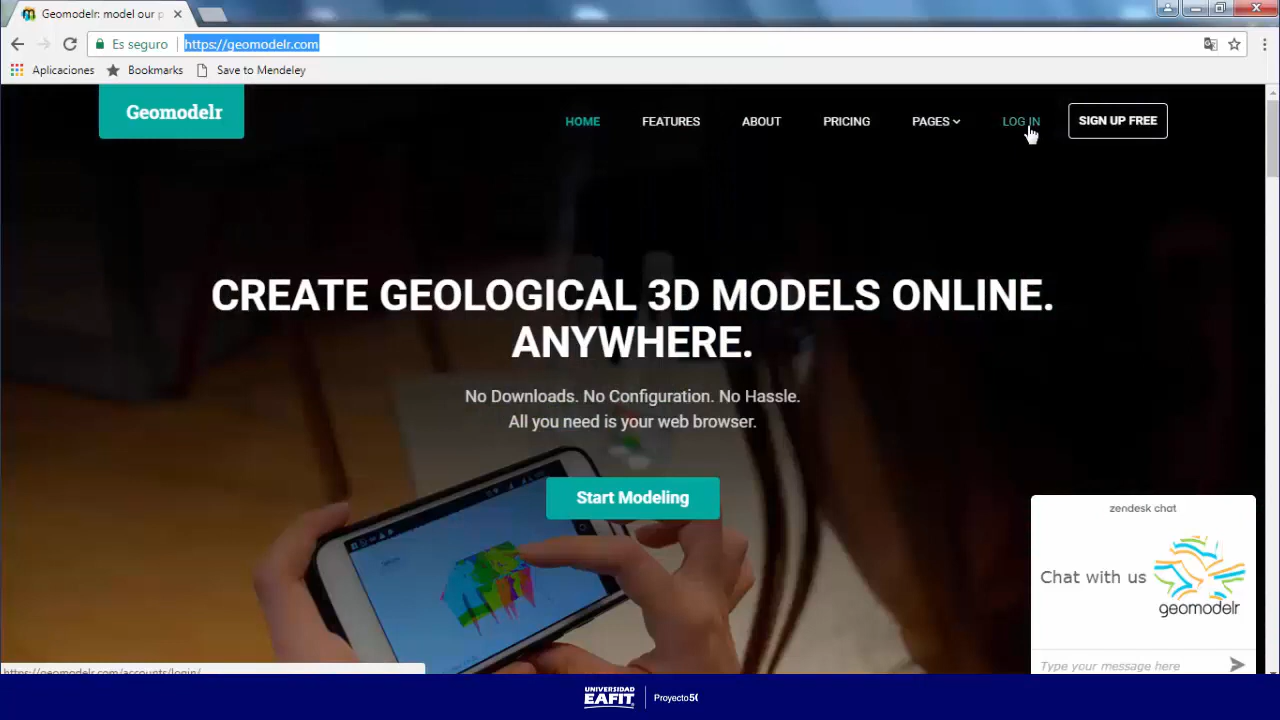 Geomodelr: model our p
Es seguro
https://geomodelr.com
Aplicaciones
Bookmarks
Save to Mendeley
Geomodelr
HOME
FEATURES
ABOUT
PRICING
PAGES
LOG IN
SIGN UP FREE
CREATE GEOLOGICAL 3D MODELS ONLINE.
ANYWHERE.
No Downloads. No Configuration. No Hassle.
All you need is your web browser.
Start Modeling
zendesk chat
Chat with us
geomodelr
Type your message here
https://geomodelr.com/accounts/login/
UNIVERSIDAD
EAFIT
Proyecto50